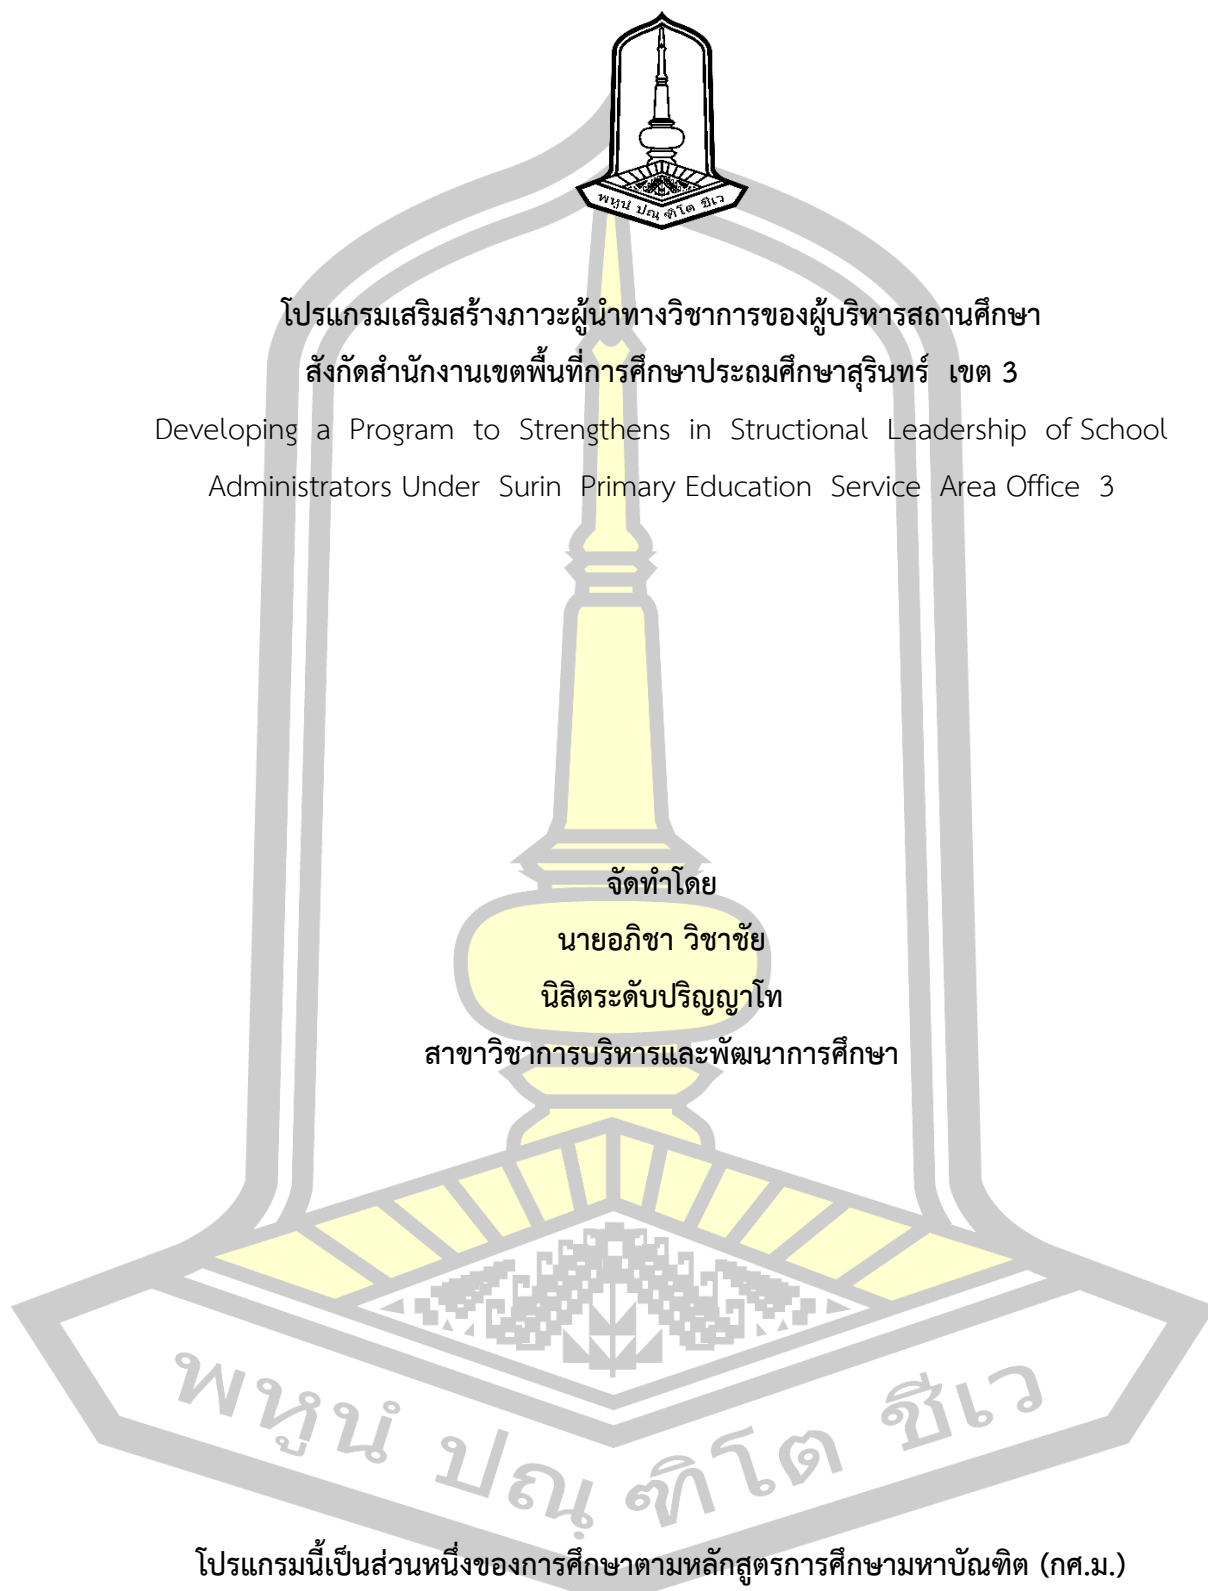 พหูนํ ปณฺฑิโต ชีเว
โปรแกรมเสริมสร้างภาวะผู้นำทางวิชาการของผู้บริหารสถานศึกษา
สังกัดสำนักงานเขตพื้นที่การศึกษาประถมศึกษาสุรินทร์ เขต 3
Developing a Program to Strengthens in Structional Leadership of School
Administrators Under Surin Primary Education Service Area Office 3
จัดทำโดย
นายอภิชา วิชาชัย
นิสิตระดับปริญญาโท
สาขาวิชาการบริหารและพัฒนาการศึกษา
พหูนํ ปณฺฑิโต ชีเว
โปรแกรมนี้เป็นส่วนหนึ่งของการศึกษาตามหลักสูตรการศึกษามหาบัณฑิต (กศ.ม.)